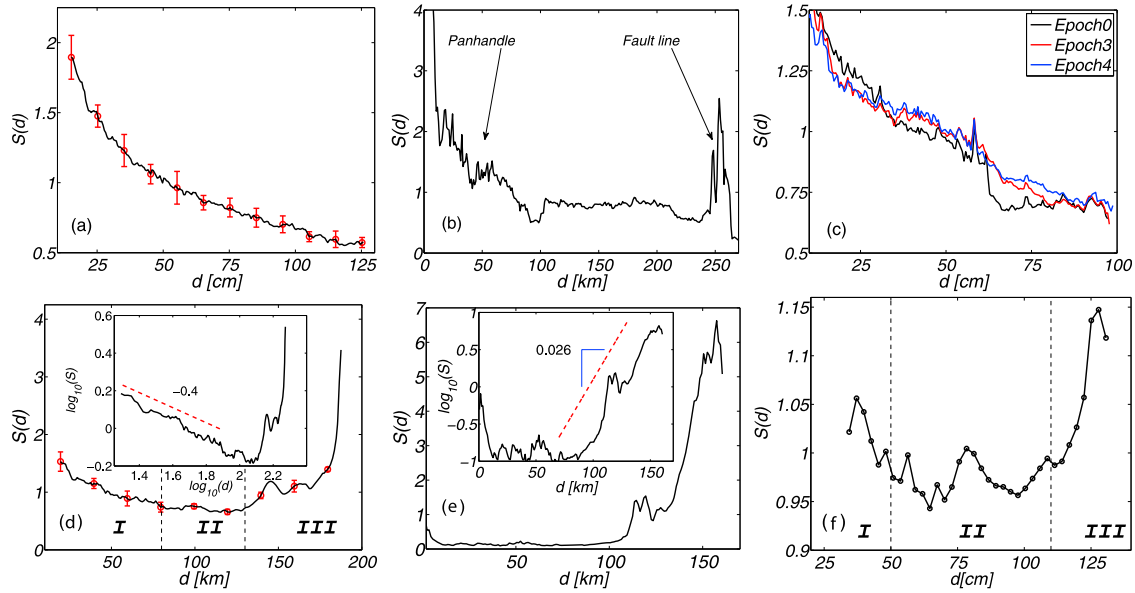 S(d)
2
1.5
1
0.5
25
50
75
100
125
d [cm]
(a)
S(d)
4
3
2
1
0
0
50
100
150
200
250
d [km]
Panhandle
Fault line
(b)
S(d)
1.5
1.25
1
0.75
0.5
25
50
75
100
d [cm]
Epoch0
Epoch3
Epoch4
(c)
S(d)
4
3
2
1
0
0
50
100
150
200
d [km]
(d)
I
II
III
log10(S)
0.6
0.4
0.2
0
−0.2
1.4
1.6
1.8
2
2.2
log10(d)
−0.4
S(d)
7
6
5
4
3
2
1
0
0
50
100
150
d [km]
(e)
log10(S)
1
0.5
0
−0.5
−1
0
50
100
150
d [km]
0.026
S(d)
1.15
1.1
1.05
1
0.95
0.9
25
50
75
100
125
d[cm]
(f)
I
II
III